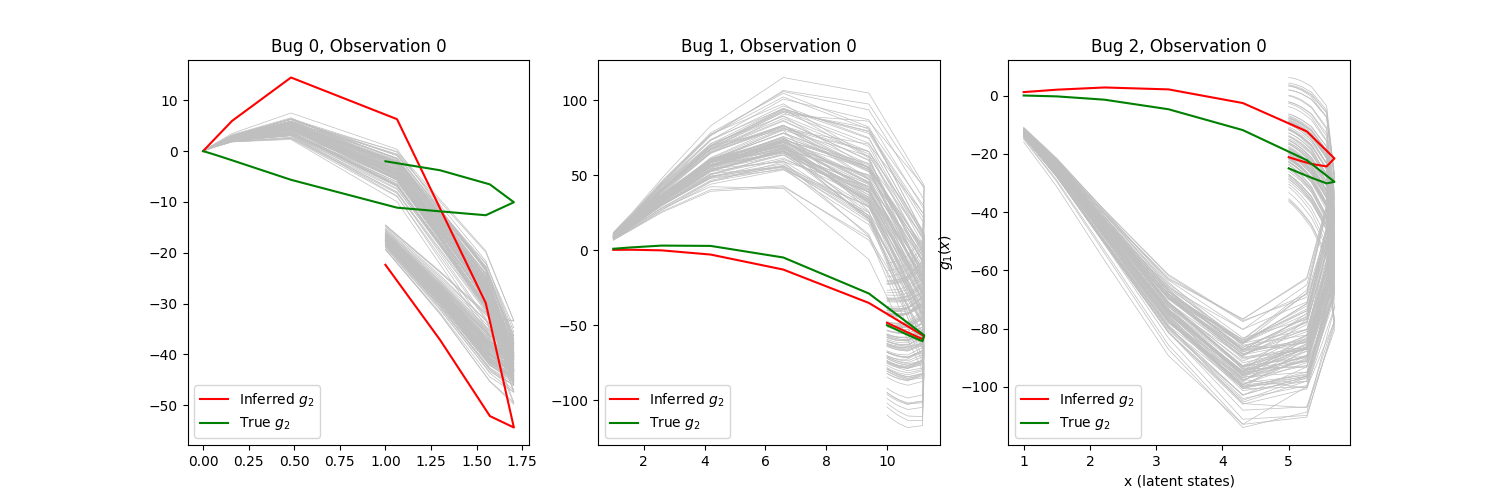 Bug 0, Observation 0
10
0
−10
−20
−30
−40
−50
0.00 0.25 0.50 0.75 1.00 1.25 1.50 1.75
Inferred g₂
True g₂
Bug 1, Observation 0
100
50
0
−50
−100
2 4 6 8 10
Inferred g₂
True g₂
Bug 2, Observation 0
g₁(x)
0
−20
−40
−60
−80
−100
1 2 3 4 5
x (latent states)
Inferred g₂
True g₂